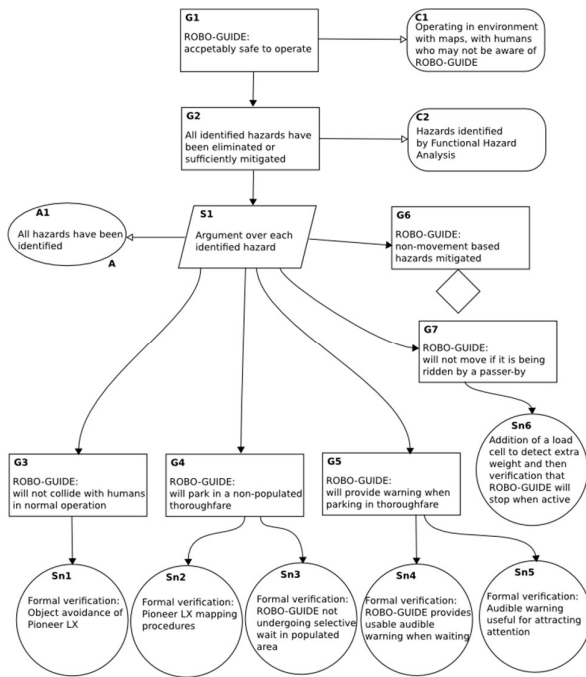 G1
ROBO-GUIDE:
accpetably safe to operate
C1
Operating in environment
with maps, with humans
who may not be aware of
ROBO-GUIDE
G2
All identified hazards have
been eliminated or
sufficiently mitigated
C2
Hazards identified
by Functional Hazard
Analysis
A1
All hazards have been
identified
A
S1
Argument over each
identified hazard
G6
ROBO-GUIDE:
non-movement based
hazards mitigated
G7
ROBO-GUIDE:
will not move if it is being
ridden by a passer-by
Sn6
Addition of a load
cell to detect extra
weight and then
verification that
ROBO-GUIDE will
stop when active
G3
ROBO-GUIDE:
will not collide with humans
in normal operation
G4
ROBO-GUIDE:
will park in a non-populated
thoroughfare
G5
ROBO-GUIDE:
will provide warning when
parking in thoroughfare
Sn1
Formal verification:
Object avoidance of
Pioneer LX
Sn2
Formal verification:
Pioneer LX mapping
procedures
Sn3
Formal verification:
ROBO-GUIDE not
undergoing selective
wait in populated
area
Sn4
Formal verification:
ROBO-GUIDE provides
usable audible
warning when waiting
Sn5
Formal verification:
Audible warning
useful for attracting
attention